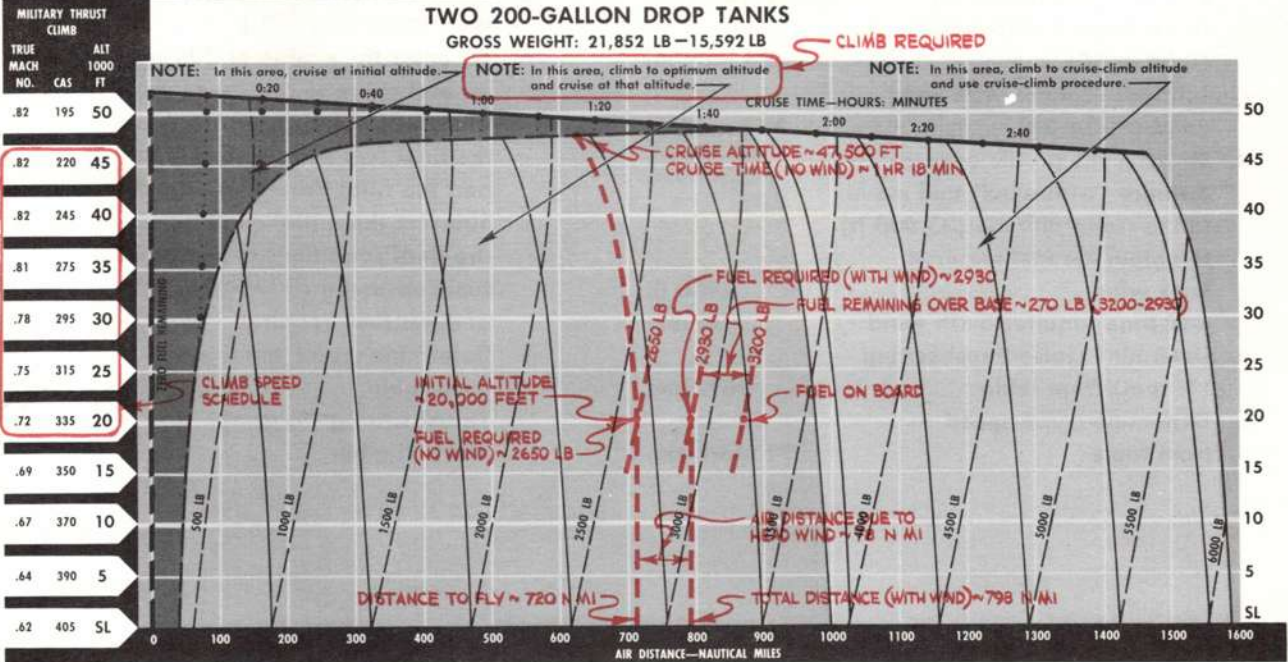 TWO 200-GALLON DROP TANKS
GROSS WEIGHT: 21,852 LB—15,592 LB
CLIMB REQUIRED
MILITARY THRUST
CLIMB
TRUE MACH NO. CAS ALT 1000 FT
.82 195 50
.82 220 45
.82 245 40
.81 275 35
.78 295 30
.75 315 25
.72 335 20
.69 350 15
.67 370 10
.64 390 5
.62 405 SL
NOTE: In this area, cruise at initial altitude.
NOTE: In this area, climb to optimum altitude
and cruise at that altitude.
NOTE: In this area, climb to cruise-climb altitude
and use cruise-climb procedure.
CRUISE TIME—HOURS: MINUTES
0:20 0:40 1:00 1:20 1:40 2:00 2:20 2:40
CRUISE ALTITUDE ~ 47,500 FT
CRUISE TIME (NO WIND) ~ 1 HR 18 MIN
FUEL REQUIRED (WITH WIND) ~ 2930
FUEL REMAINING OVER BASE ~ 270 LB (3200-2930)
2650 LB
2930 LB
3200 LB
ZERO FUEL REMAINING
CLIMB SPEED
SCHEDULE
INITIAL ALTITUDE
~20,000 FEET
FUEL ON BOARD
FUEL REQUIRED
(NO WIND) ~ 2650 LB
500 LB
1000 LB
1500 LB
2000 LB
2500 LB
3000 LB
3500 LB
4000 LB
4500 LB
5000 LB
5500 LB
6000 LB
AIR DISTANCE DUE TO
HEAD WIND ~ 78 N MI
DISTANCE TO FLY ~ 720 N MI
TOTAL DISTANCE (WITH WIND) ~ 798 N MI
50
45
40
35
30
25
20
15
10
5
SL
0 100 200 300 400 500 600 700 800 900 1000 1100 1200 1300 1400 1500 1600
AIR DISTANCE—NAUTICAL MILES